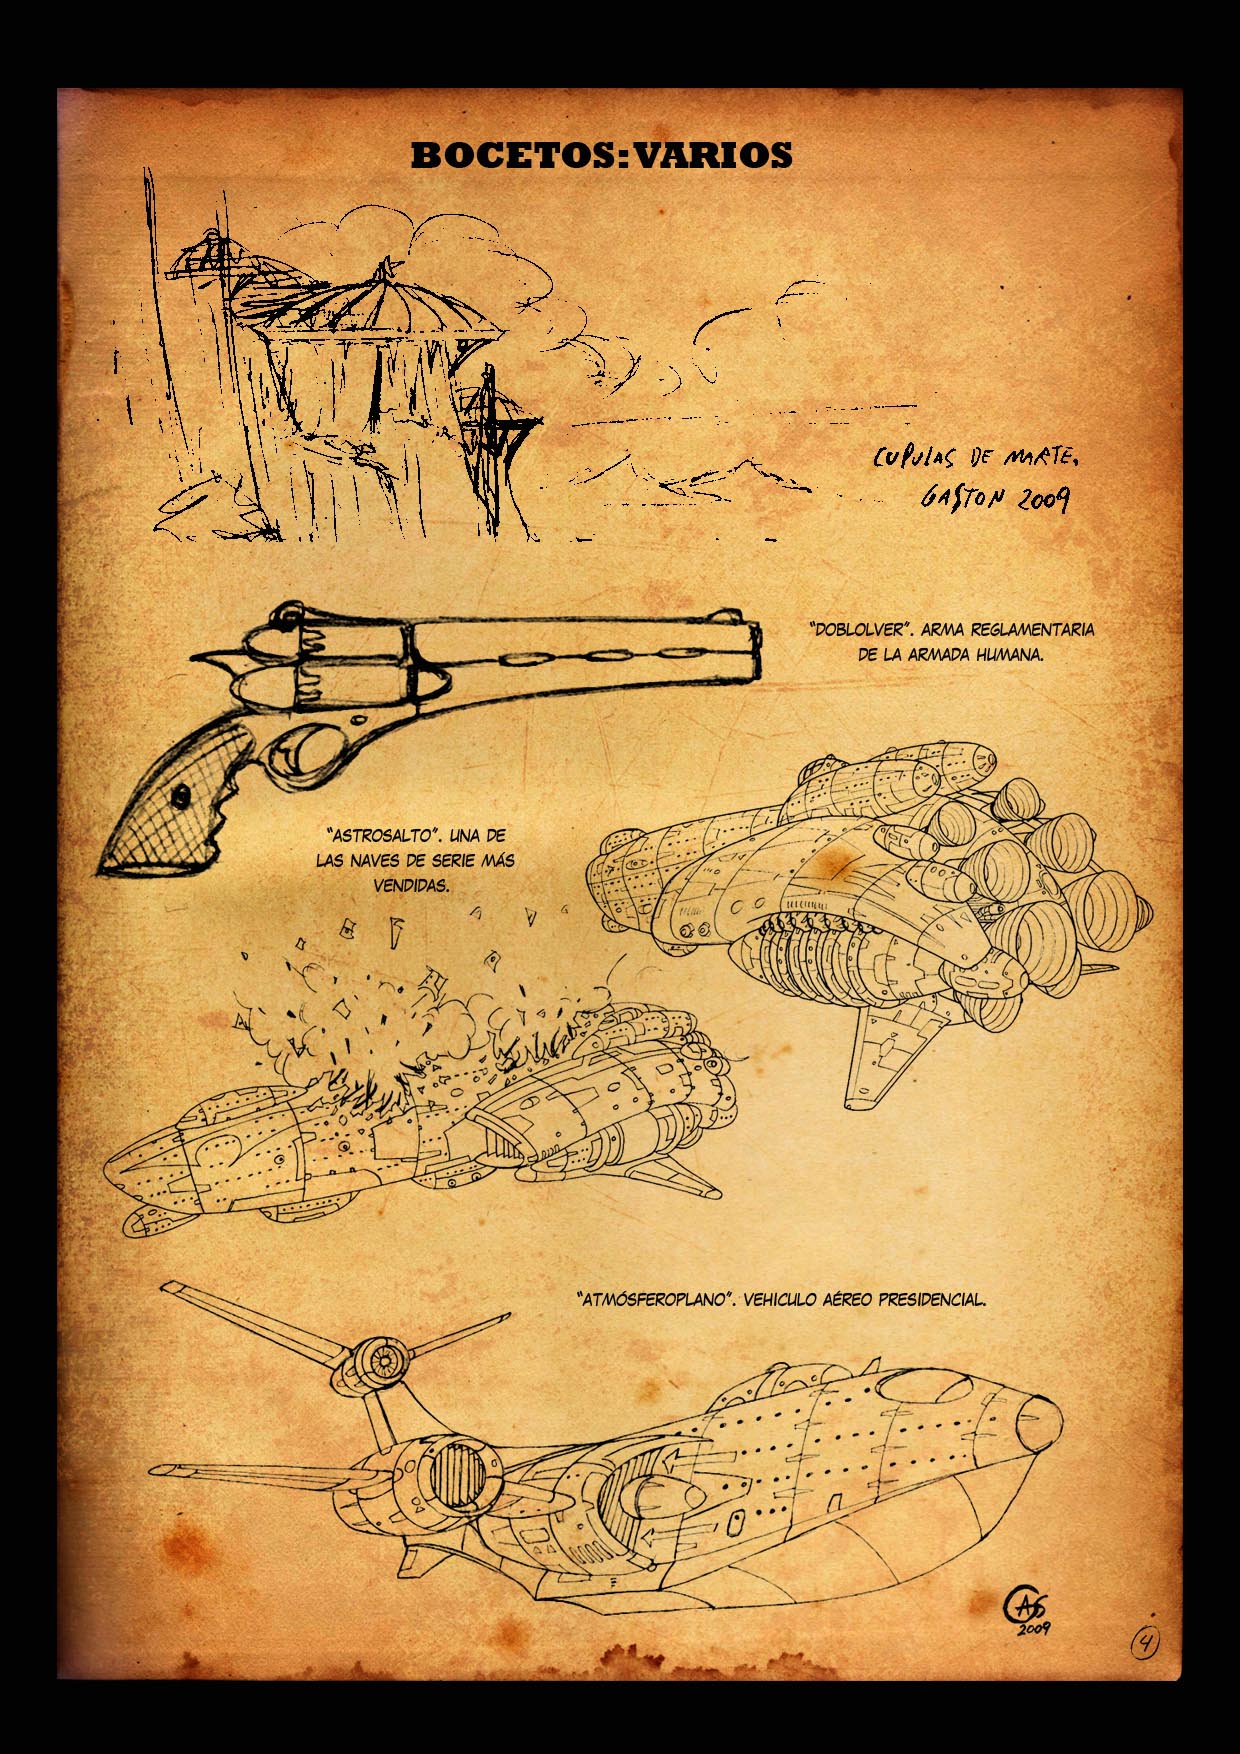 BOCETOS: VARIOS
CUPULAS DE MARTE.
GASTON 2009
"DOBLOLVER". ARMA REGLAMENTARIA
DE LA ARMADA HUMANA.
"ASTROSALTO". UNA DE
LAS NAVES DE SERIE MÁS
VENDIDAS.
"ATMÓSFEROPLANO". VEHICULO AÉREO PRESIDENCIAL.
GAS
2009
4